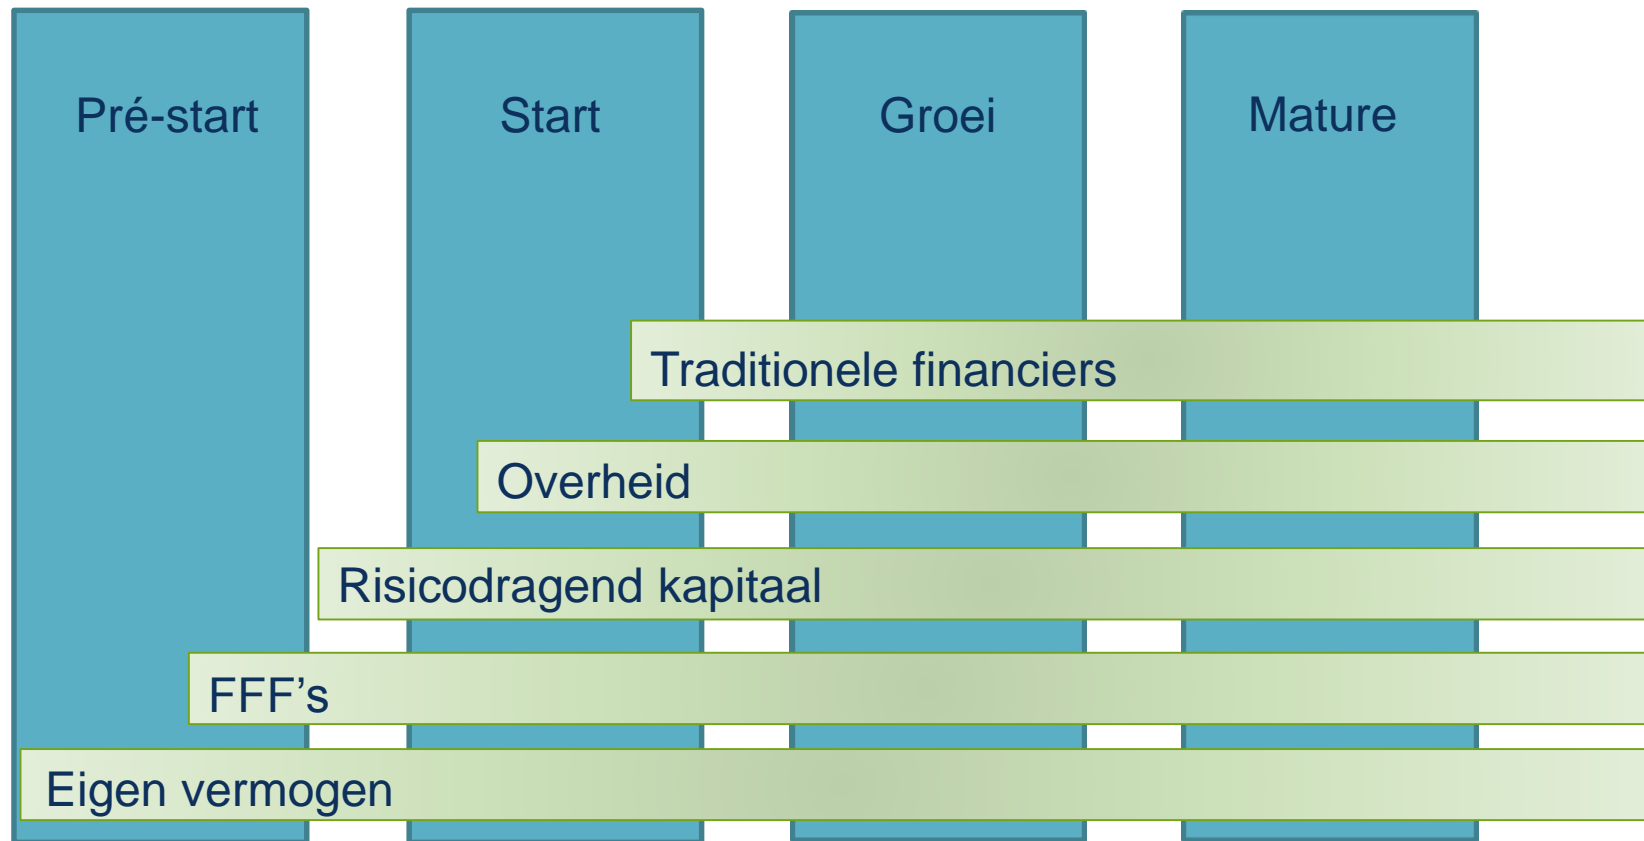 Pré-start
Start
Groei
Mature
Traditionele financiers
Overheid
Risicodragend kapitaal
FFF’s
Eigen vermogen